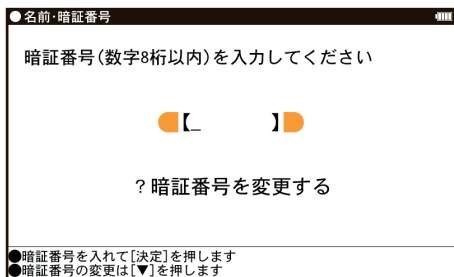 ●名前・暗証番号
暗証番号(数字8桁以内)を入力してください
【_ 】
?暗証番号を変更する
●暗証番号を入れて[決定]を押します
●暗証番号の変更は[▼]を押します